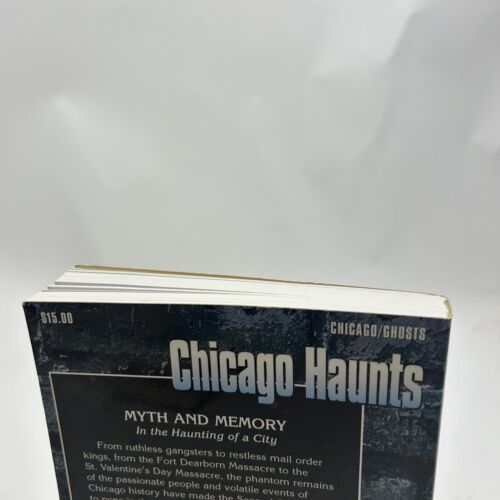 $15.00
CHICAGO/GHOSTS
Chicago Haunts
MYTH AND MEMORY
In the Haunting of a City
From ruthless gangsters to restless mail order
kings, from the Fort Dearborn Massacre to the
St. Valentine's Day Massacre, the phantom remains
of the passionate people and volatile events of
Chicago history have made the